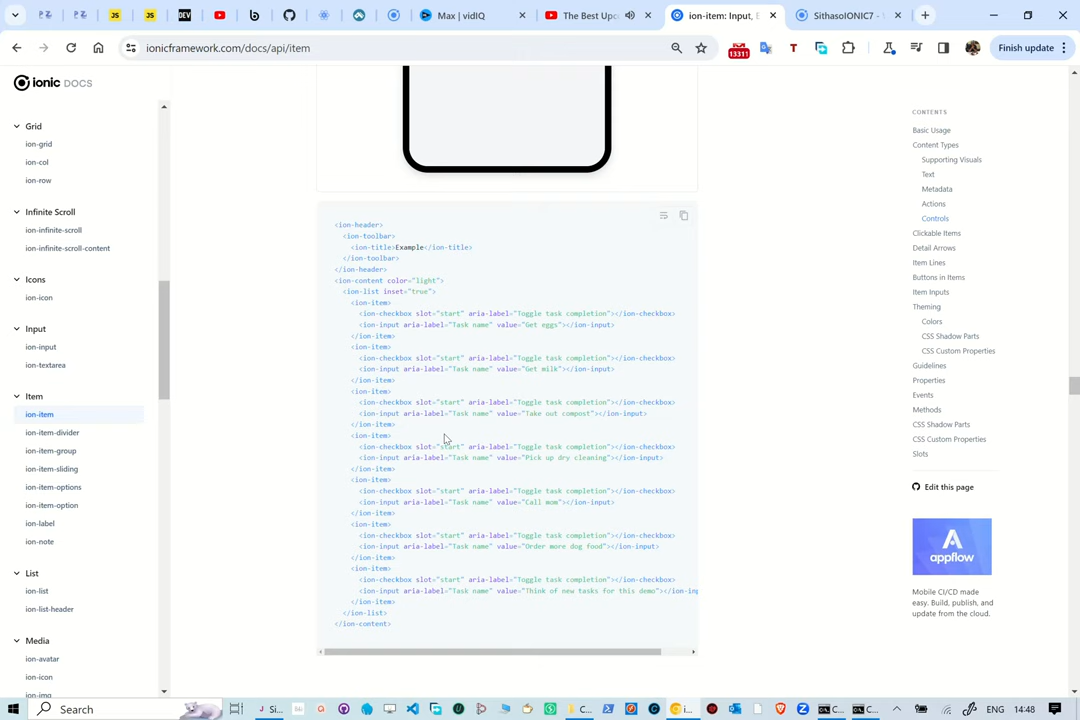 Max | vidIQ
The Best Upc
ion-item: Input, E
SithasoIONIC7 -
ionicframework.com/docs/api/item
13311
Finish update
ionic DOCS
Grid
ion-grid
ion-col
ion-row
Infinite Scroll
ion-infinite-scroll
ion-infinite-scroll-content
Icons
ion-icon
Input
ion-input
ion-textarea
Item
ion-item
ion-item-divider
ion-item-group
ion-item-sliding
ion-item-options
ion-item-option
ion-label
ion-note
List
ion-list
ion-list-header
Media
ion-avatar
ion-icon
ion-img
<ion-header>
<ion-toolbar>
<ion-title>Example</ion-title>
</ion-toolbar>
</ion-header>
<ion-content color="light">
<ion-list inset="true">
<ion-item>
<ion-checkbox slot="start" aria-label="Toggle task completion"></ion-checkbox>
<ion-input aria-label="Task name" value="Get eggs"></ion-input>
</ion-item>
<ion-item>
<ion-checkbox slot="start" aria-label="Toggle task completion"></ion-checkbox>
<ion-input aria-label="Task name" value="Get milk"></ion-input>
</ion-item>
<ion-item>
<ion-checkbox slot="start" aria-label="Toggle task completion"></ion-checkbox>
<ion-input aria-label="Task name" value="Take out compost"></ion-input>
</ion-item>
<ion-item>
<ion-checkbox slot="start" aria-label="Toggle task completion"></ion-checkbox>
<ion-input aria-label="Task name" value="Pick up dry cleaning"></ion-input>
</ion-item>
<ion-item>
<ion-checkbox slot="start" aria-label="Toggle task completion"></ion-checkbox>
<ion-input aria-label="Task name" value="Call mom"></ion-input>
</ion-item>
<ion-item>
<ion-checkbox slot="start" aria-label="Toggle task completion"></ion-checkbox>
<ion-input aria-label="Task name" value="Order more dog food"></ion-input>
</ion-item>
<ion-item>
<ion-checkbox slot="start" aria-label="Toggle task completion"></ion-checkbox>
<ion-input aria-label="Task name" value="Think of new tasks for this demo"></ion-inp
</ion-item>
</ion-list>
</ion-content>
CONTENTS
Basic Usage
Content Types
Supporting Visuals
Text
Metadata
Actions
Controls
Clickable Items
Detail Arrows
Item Lines
Buttons in Items
Item Inputs
Theming
Colors
CSS Shadow Parts
CSS Custom Properties
Guidelines
Properties
Events
Methods
CSS Shadow Parts
CSS Custom Properties
Slots
Edit this page
appflow
Mobile CI/CD made
easy. Build, publish, and
update from the cloud.
Search
Si...
C...
C...
C...
ENG
14:48